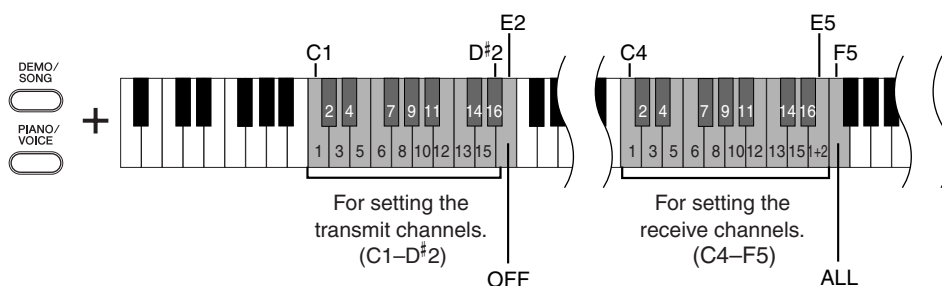 E2
E5
C1
D♯2
C4
F5
DEMO/
SONG
PIANO/
VOICE
+
2 4 7 9 11 14 16
1 3 5 6 8 10 12 13 15
2 4 7 9 11 14 16
1 3 5 6 8 10 12 13 15 1+2
For setting the
transmit channels.
(C1–D♯2)
OFF
For setting the
receive channels.
(C4–F5)
ALL